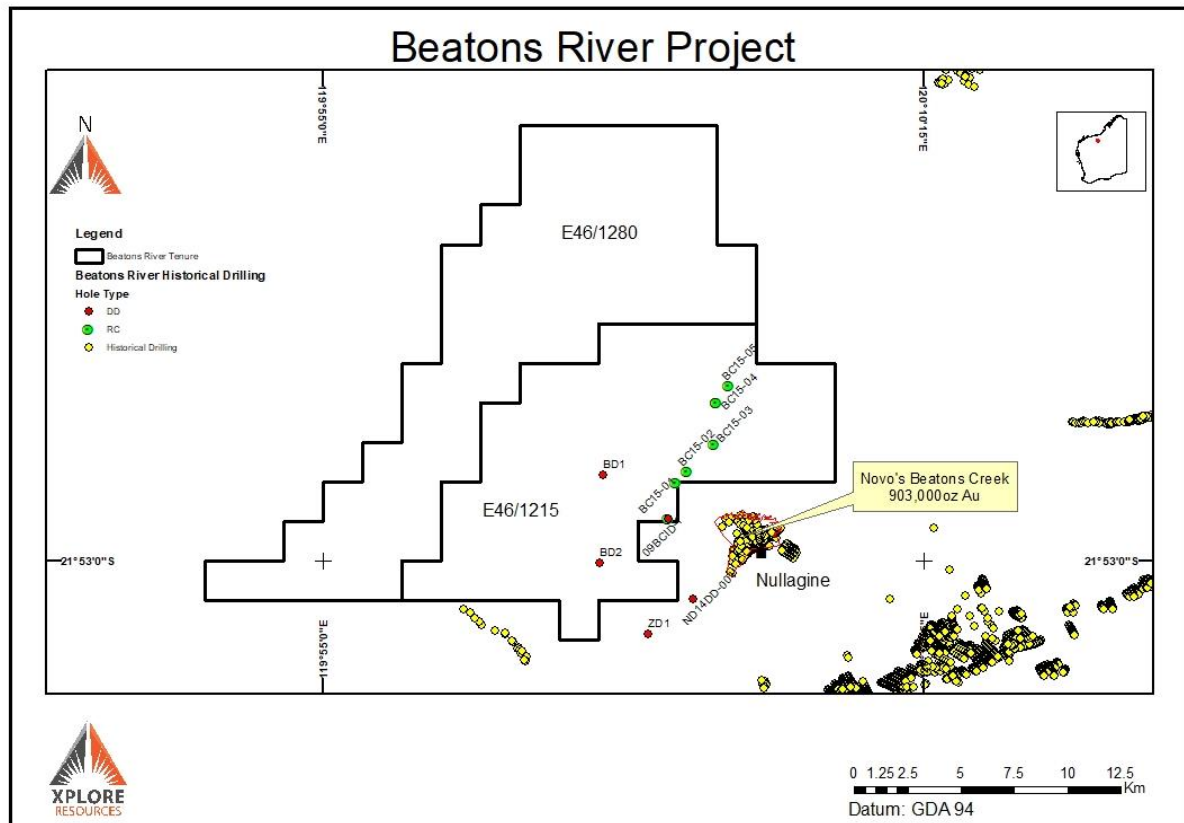 Beatons River Project
119°55'0"E
120°10'15"E
N
Legend
Beatons River Tenure
Beatons River Historical Drilling
Hole Type
DD
RC
Historical Drilling
E46/1280
BC15-05
BC15-04
BC15-03
BC15-02
BD1
BC15-01
E46/1215
Novo's Beatons Creek
903,000oz Au
21°53'0"S
BD2
Nullagine
21°53'0"S
ZD1
119°55'0"E
XPLORE
RESOURCES
0 1.25 2.5 5 7.5 10 12.5
Km
Datum: GDA 94